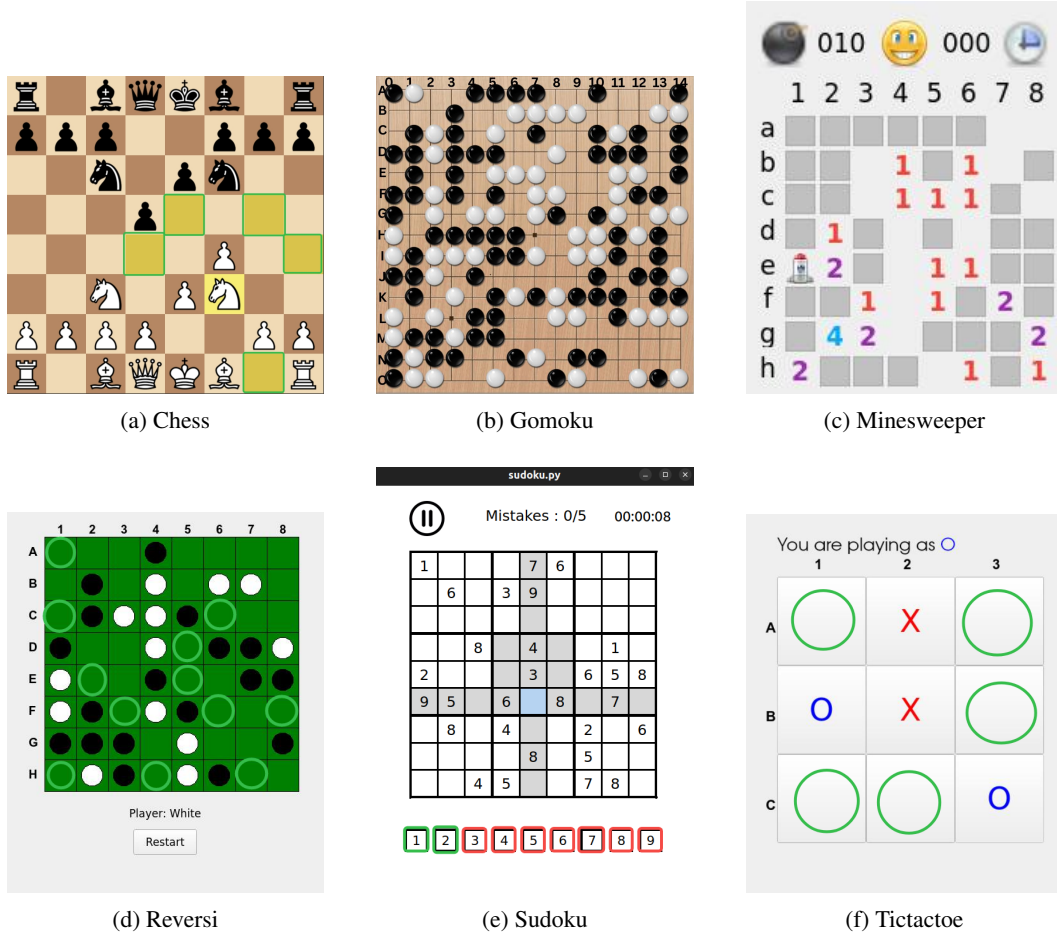 (a) Chess
0 1 2 3 4 5 6 7 8 9 10 11 12 13 14
A
B
C
D
E
F
G
H
I
J
K
L
M
N
O
(b) Gomoku
010 000
1 2 3 4 5 6 7 8
a
b 1 1
c 1 1 1
d 1
e 2 1 1
f 1 1 2
g 4 2 2
h 2 1 1
(c) Minesweeper
1 2 3 4 5 6 7 8
A
B
C
D
E
F
G
H
Player: White
Restart
(d) Reversi
sudoku.py
Mistakes : 0/5 00:00:08
1 7 6
6 3 9
8 4 1
2 3 6 5 8
9 5 6 8 7
8 4 2 6
8 5
4 5 7 8
1 2 3 4 5 6 7 8 9
(e) Sudoku
You are playing as O
1 2 3
A X
B O X
C O
(f) Tictactoe